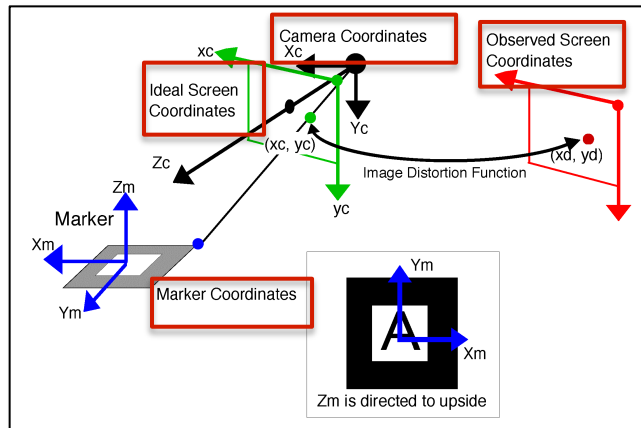 Camera Coordinates
Observed Screen
Coordinates
xc
Xc
Ideal Screen
Coordinates
Yc
(xc, yc)
(xd, yd)
Image Distortion Function
Zc
yc
Zm
Marker
Xm
Ym
Marker Coordinates
Ym
A
Xm
Zm is directed to upside